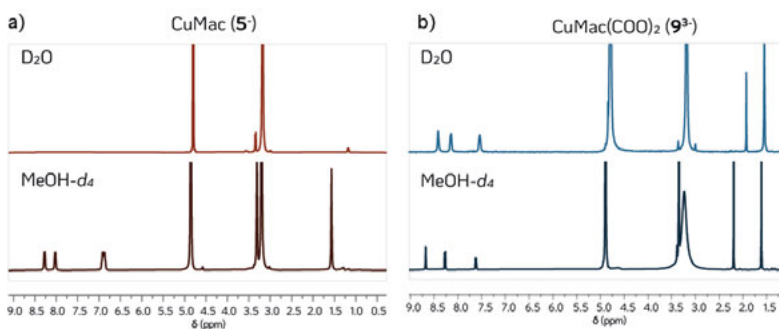 a) CuMac (5⁻)
D₂O
MeOH-d₄
9.0 8.5 8.0 7.5 7.0 6.5 6.0 5.5 5.0 4.5 4.0 3.5 3.0 2.5 2.0 1.5 1.0 0.5
δ (ppm)
b) CuMac(COO)₂ (9³⁻)
D₂O
MeOH-d₄
9.0 8.5 8.0 7.5 7.0 6.5 6.0 5.5 5.0 4.5 4.0 3.5 3.0 2.5 2.0 1.5
δ (ppm)